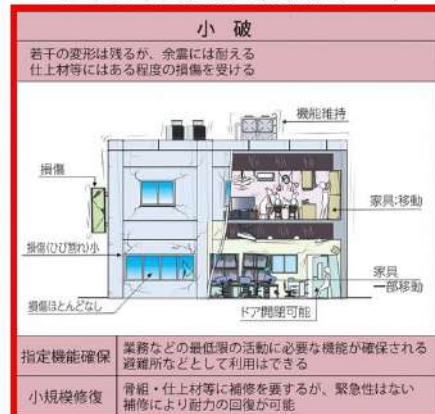 小 破
若干の変形は残るが、余震には耐える
仕上材等にはある程度の損傷を受ける
機能維持
損傷
家具:移動
損傷(ひび割れ)小
家具
一部移動
損傷ほとんどなし
ドア開閉可能
指定機能確保
業務などの最低限の活動に必要な機能が確保される
避難所などとして利用はできる
小規模修復
骨組・仕上材等に補修を要するが、緊急性はない
補修により耐力の回復が可能